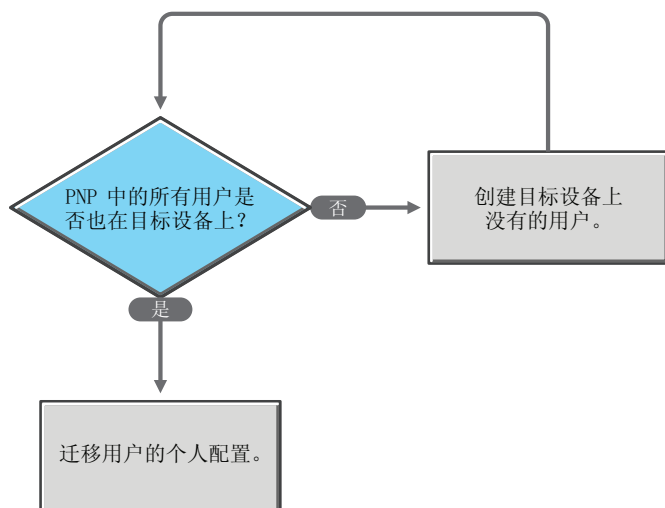 PNP 中的所有用户是
否也在目标设备上？
否
创建目标设备上
没有的用户。
是
迁移用户的个人配置。